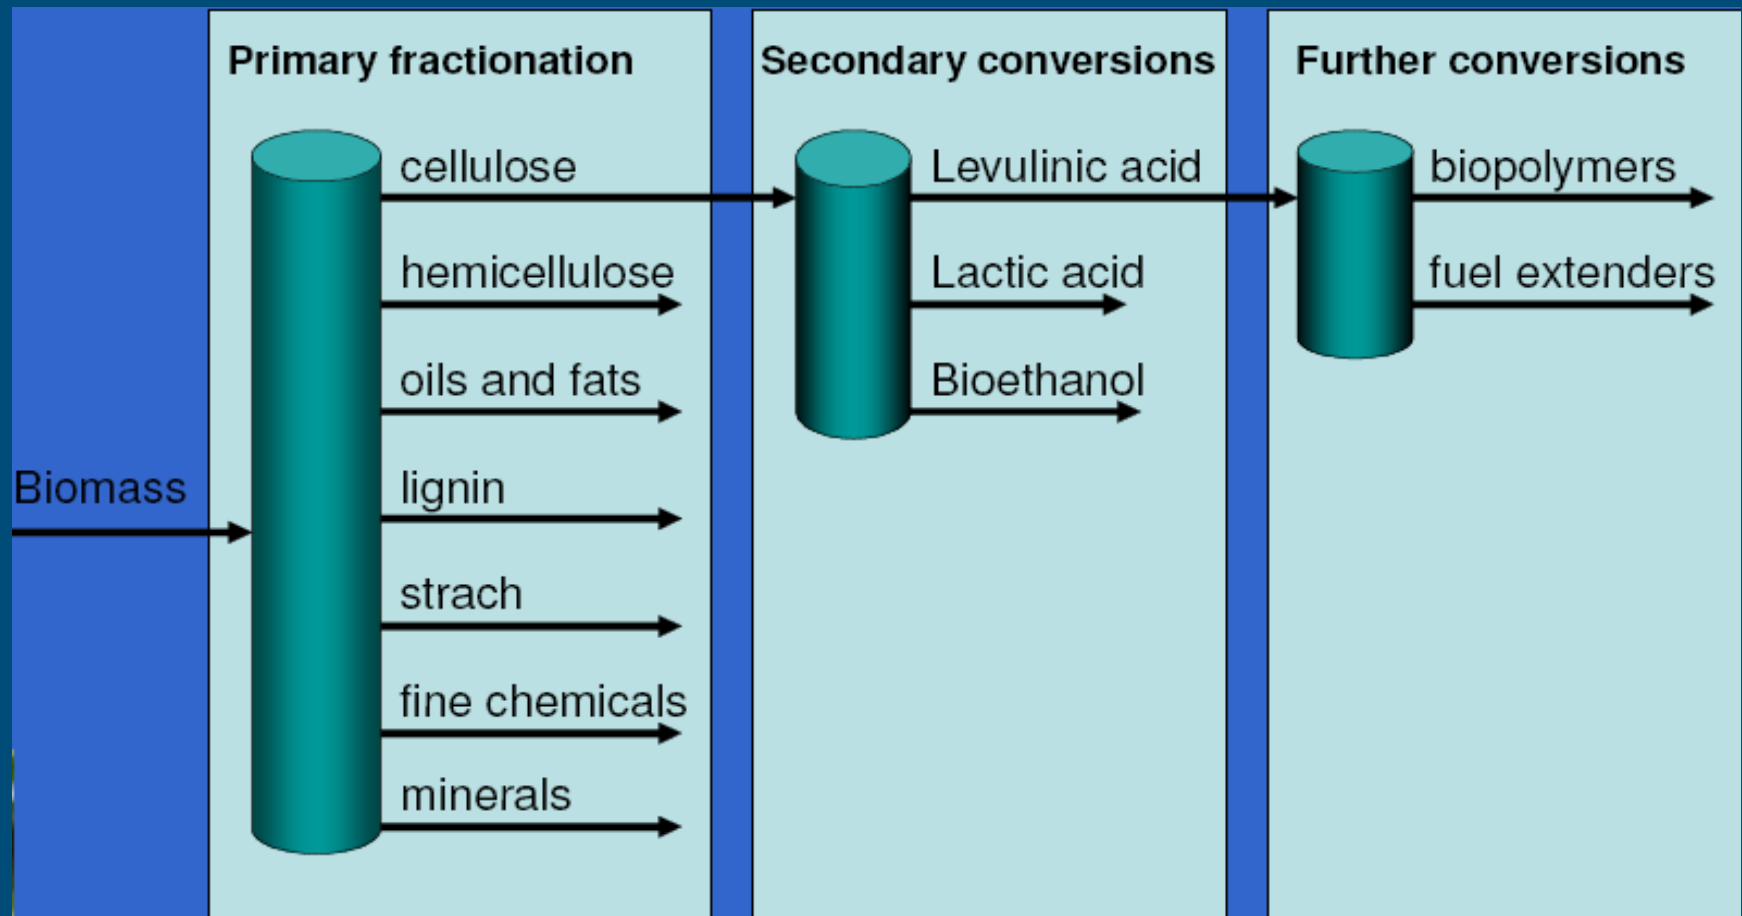 Primary fractionation
Secondary conversions
Further conversions
Biomass
cellulose
hemicellulose
oils and fats
lignin
strach
fine chemicals
minerals
Levulinic acid
Lactic acid
Bioethanol
biopolymers
fuel extenders